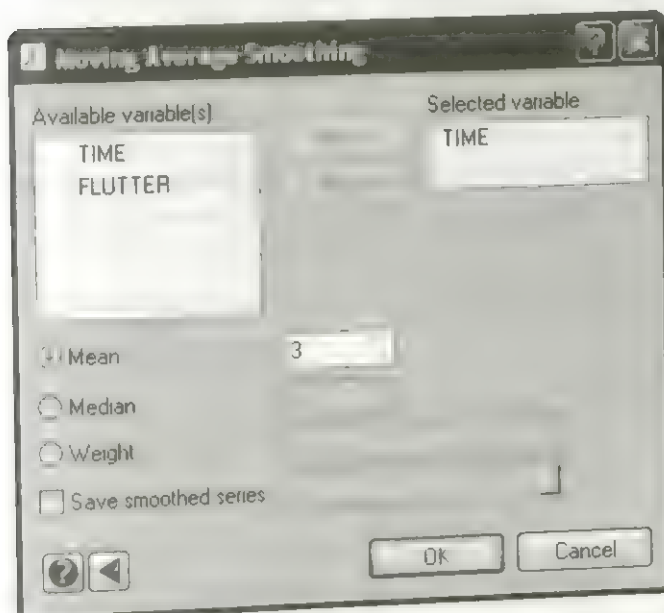 Moving Average Smoothing
Available variable(s)
Selected variable
TIME
FLUTTER
TIME
Mean
3
Median
Weight
Save smoothed series
OK
Cancel